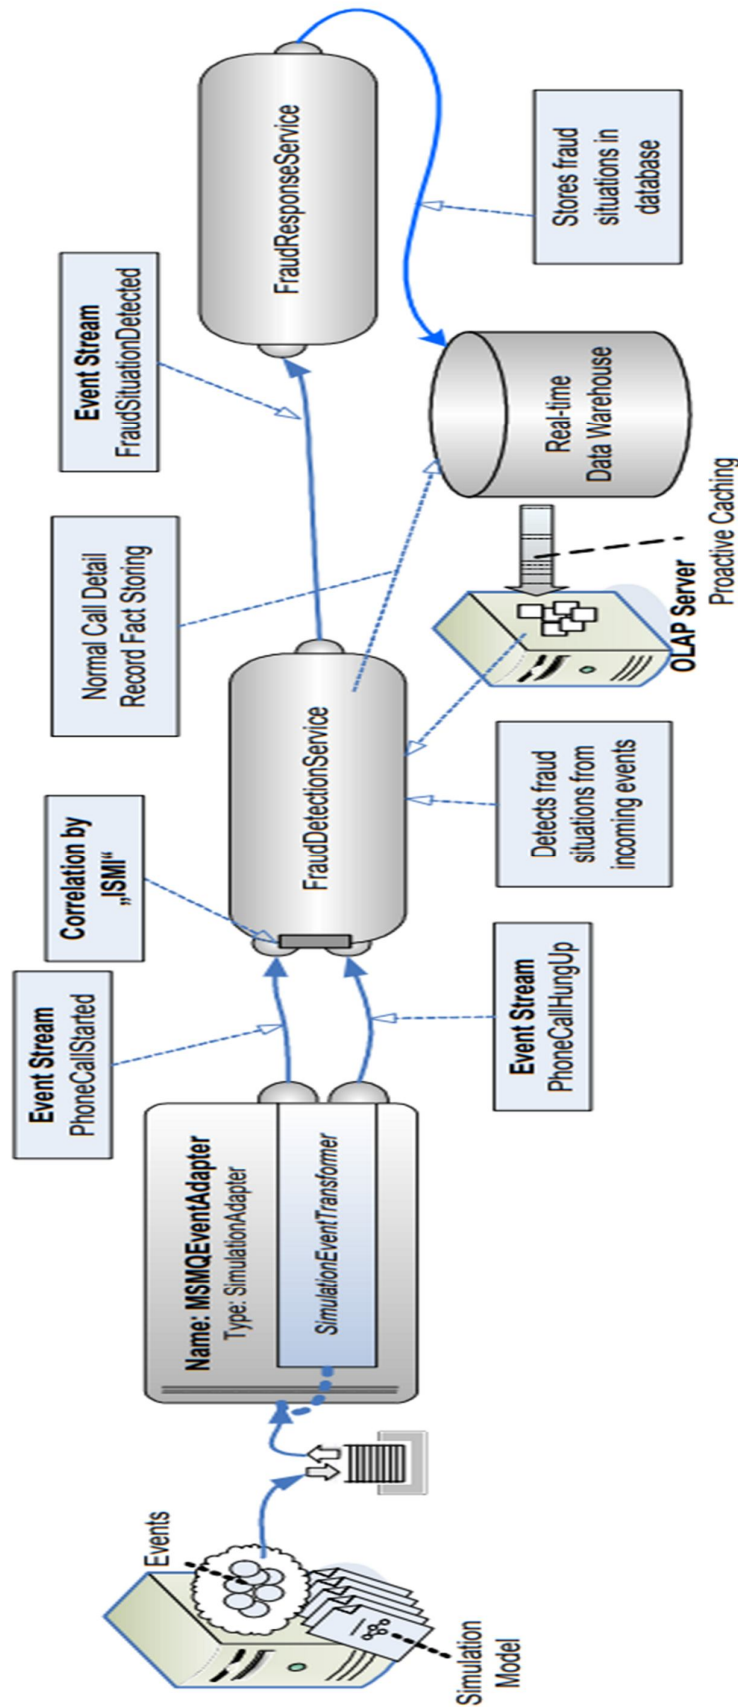 Events
Simulation
Model
Name: MSMQEventAdapter
Type: SimulationAdapter
SimulationEventTransformer
Event Stream
PhoneCallStarted
Event Stream
PhoneCallHungUp
Correlation by
„ISMI“
FraudDetectionService
Detects fraud
situations from
incoming events
Normal Call Detail
Record Fact Storing
OLAP Server
Proactive Caching
Event Stream
FraudSituationDetected
FraudResponseService
Real-time
Data Warehouse
Stores fraud
situations in
database